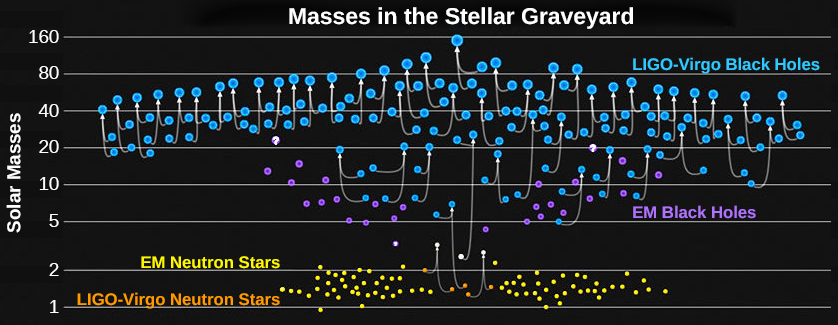 Masses in the Stellar Graveyard
160
LIGO-Virgo Black Holes
80
40
20
10
EM Black Holes
5
EM Neutron Stars
2
LIGO-Virgo Neutron Stars
1
Solar Masses